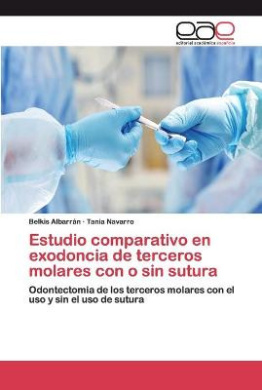 eae
editorial académica española
Belkis Albarrán · Tania Navarro
Estudio comparativo en
exodoncia de terceros
molares con o sin sutura
Odontectomia de los terceros molares con el
uso y sin el uso de sutura